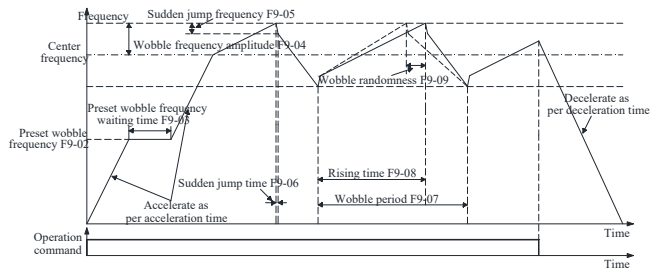 Frequency
Sudden jump frequency F9-05
Wobble frequency amplitude F9-04
Center
frequency
Wobble randomness F9-09
Preset wobble frequency
waiting time F9-03
Decelerate as
per deceleration time
Preset wobble
frequency F9-02
Rising time F9-08
Sudden jump time F9-06
Wobble period F9-07
Accelerate as
per acceleration time
Time
Operation
command
Time